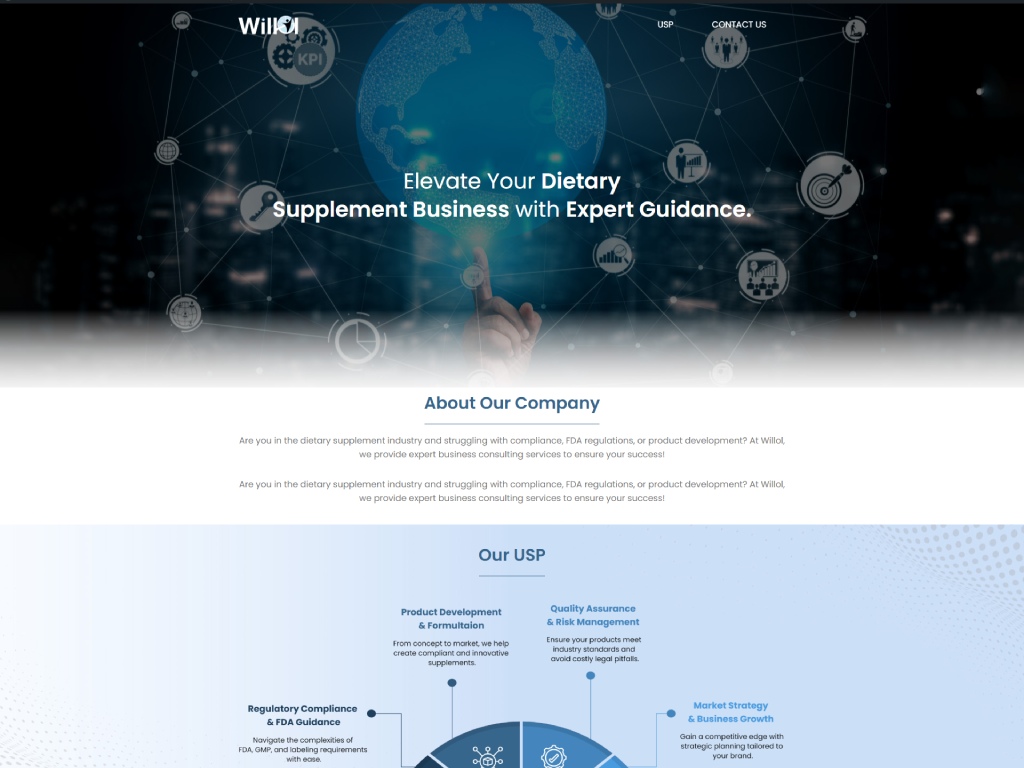 Willol
USP
CONTACT US
KPI
Elevate Your Dietary
Supplement Business with Expert Guidance.
About Our Company
Are you in the dietary supplement industry and struggling with compliance, FDA regulations, or product development? At Willol,
we provide expert business consulting services to ensure your success!
Are you in the dietary supplement industry and struggling with compliance, FDA regulations, or product development? At Willol,
we provide expert business consulting services to ensure your success!
Our USP
Product Development
& Formultaion
From concept to market, we help
create compliant and innovative
supplements.
Quality Assurance
& Risk Management
Ensure your products meet
industry standards and
avoid costly legal pitfalls.
Regulatory Compliance
& FDA Guidance
Navigate the complexities of
FDA, GMP, and labeling requirements
with ease.
Market Strategy
& Business Growth
Gain a competitive edge with
strategic planning tailored to
your brand.